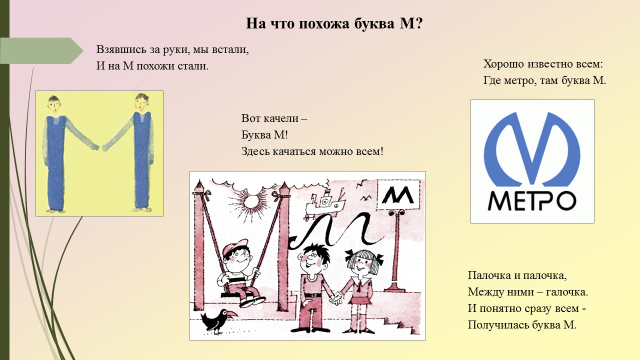 На что похожа буква М?
Взявшись за руки, мы встали,
И на М похожи стали.
Хорошо известно всем:
Где метро, там буква М.
Вот качели –
Буква М!
Здесь качаться можно всем!
М
МЕТРО
М
Палочка и палочка,
Между ними – галочка.
И понятно сразу всем -
Получилась буква М.